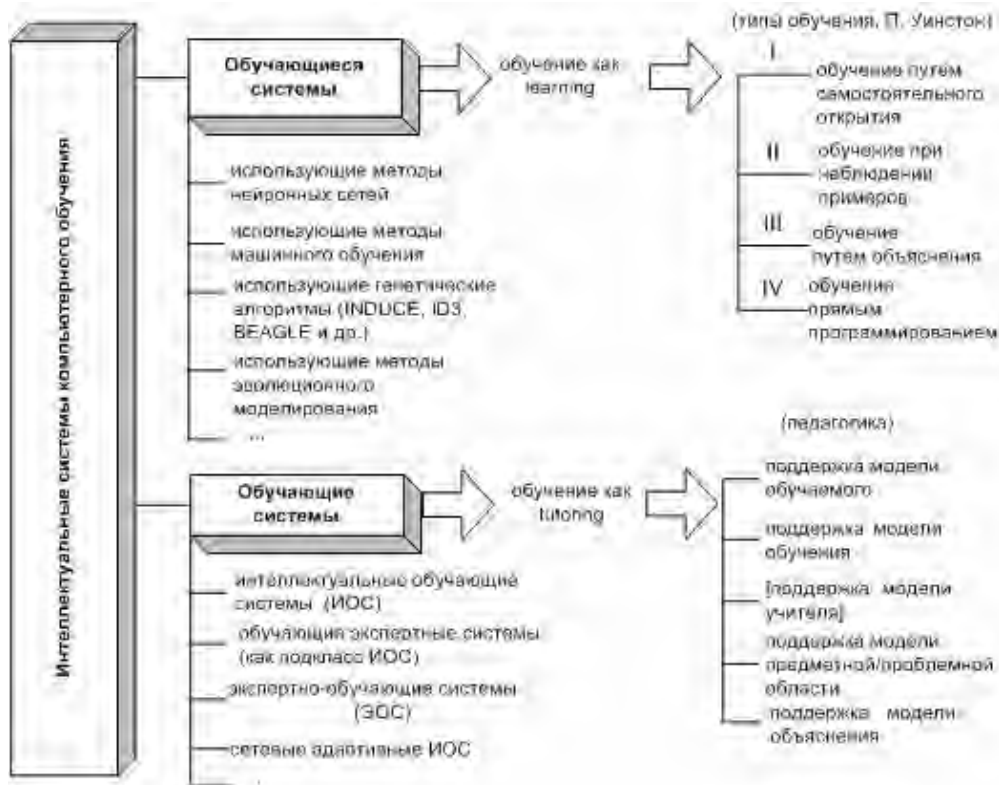 Интеллектуальные системы компьютерного обучения
Обучающиеся
системы
обучение как
learning
(типы обучения, П. Уинстон)
I
обучение путем
самостоятельного
открытия
II
обучение при
наблюдении
примеров
III
обучение
путем объяснения
IV
обучение
прямым
программированием
использующие методы
нейронных сетей
использующие методы
машинного обучения
использующие генетические
алгоритмы (INDUCE, ID3,
BEAGLE и др.)
использующие методы
эволюционного
моделирования
...
Обучающие
системы
обучение как
tutoring
(педагогика)
поддержка модели
обучаемого
поддержка модели
обучения
[поддержка модели
учителя]
поддержка модели
предметной/проблемной
области
поддержка модели
объяснения
интеллектуальные обучающие
системы (ИОС)
обучающие экспертные системы
(как подкласс ИОС)
экспертно-обучающие системы
(ЭОС)
сетевые адаптивные ИОС